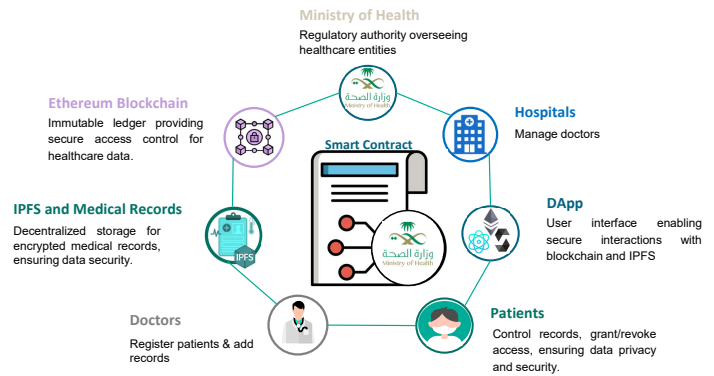 Ministry of Health
Regulatory authority overseeing
healthcare entities
وزارة الصحة
Ministry of Health
Ethereum Blockchain
Immutable ledger providing
secure access control for
healthcare data.
Hospitals
Manage doctors
Smart Contract
IPFS and Medical Records
Decentralized storage for
encrypted medical records,
ensuring data security.
IPFS
وزارة الصحة
Ministry of Health
DApp
User interface enabling
secure interactions with
blockchain and IPFS
Doctors
Register patients & add
records
Patients
Control records, grant/revoke
access, ensuring data privacy
and security.